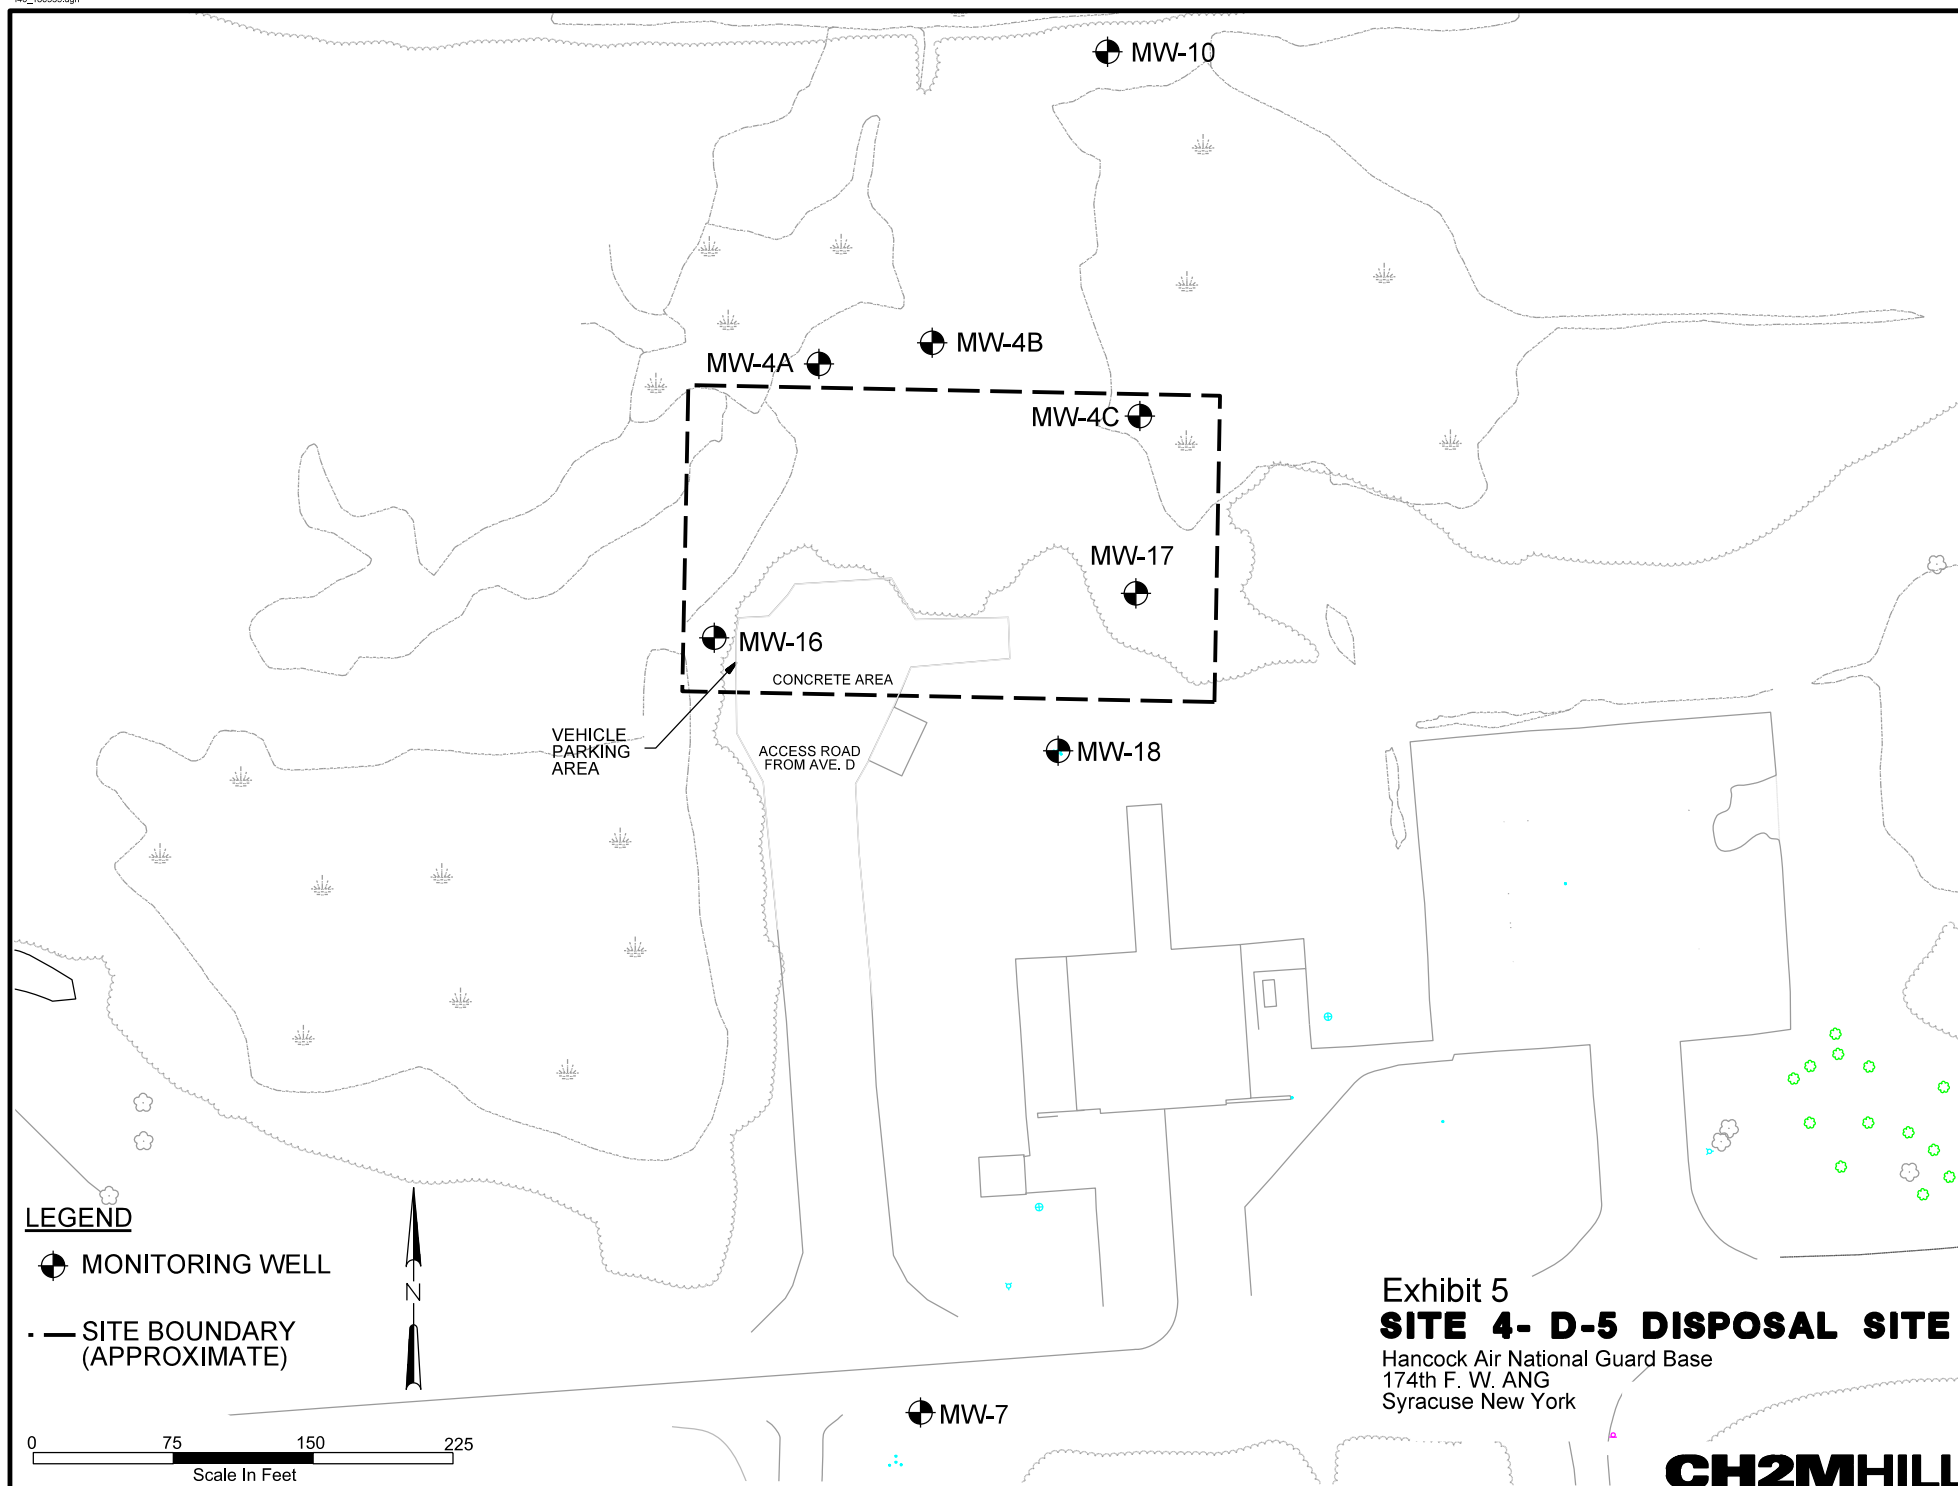 MW-10
MW-4B
MW-4A
MW-4C
MW-17
MW-16
CONCRETE AREA
VEHICLE
PARKING
AREA
ACCESS ROAD
FROM AVE. D
MW-18
LEGEND
MONITORING WELL
SITE BOUNDARY
(APPROXIMATE)
N
0 75 150 225
Scale In Feet
MW-7
Exhibit 5
SITE 4- D-5 DISPOSAL SITE
Hancock Air National Guard Base
174th F. W. ANG
Syracuse New York
CH2MHILL